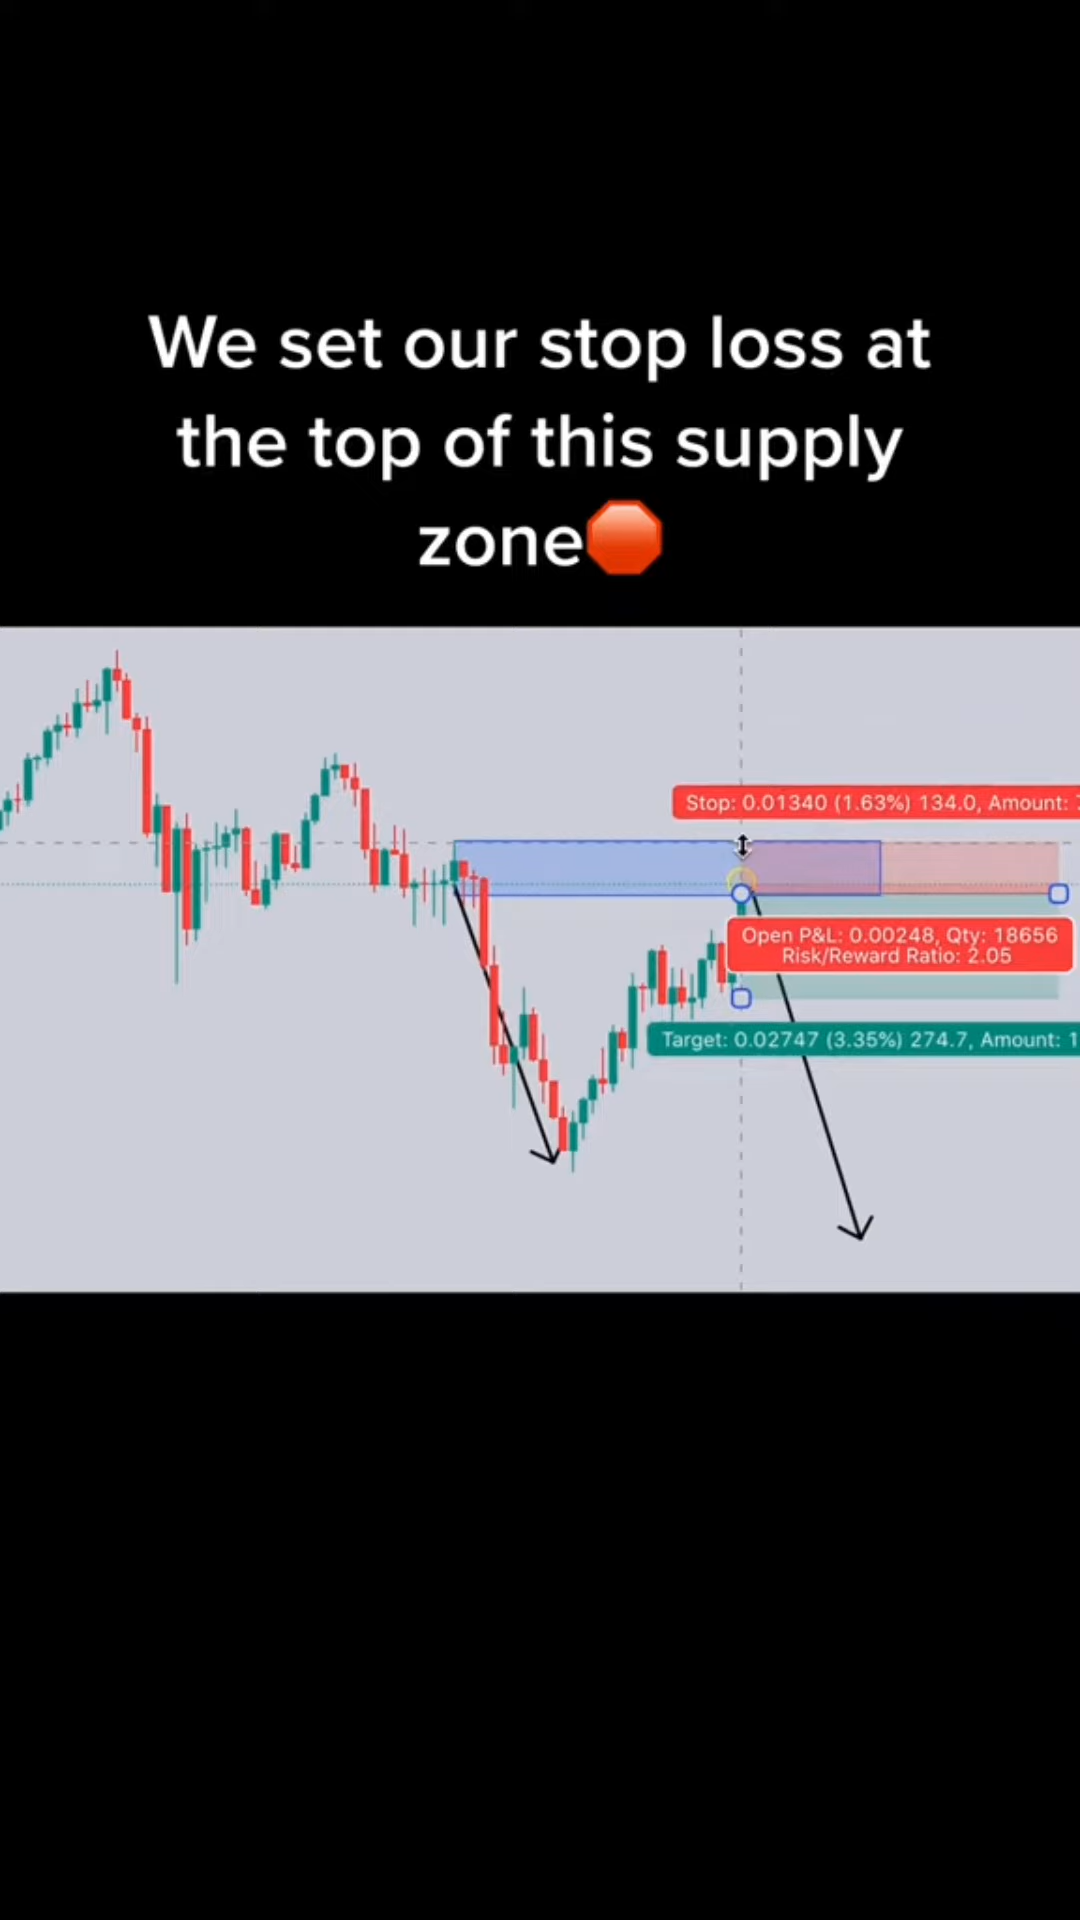 We set our stop loss at
the top of this supply
zone🛑
Stop: 0.01340 (1.63%) 134.0, Amount:
Open P&L: 0.00248, Qty: 18656
Risk/Reward Ratio: 2.05
Target: 0.02747 (3.35%) 274.7, Amount: 1